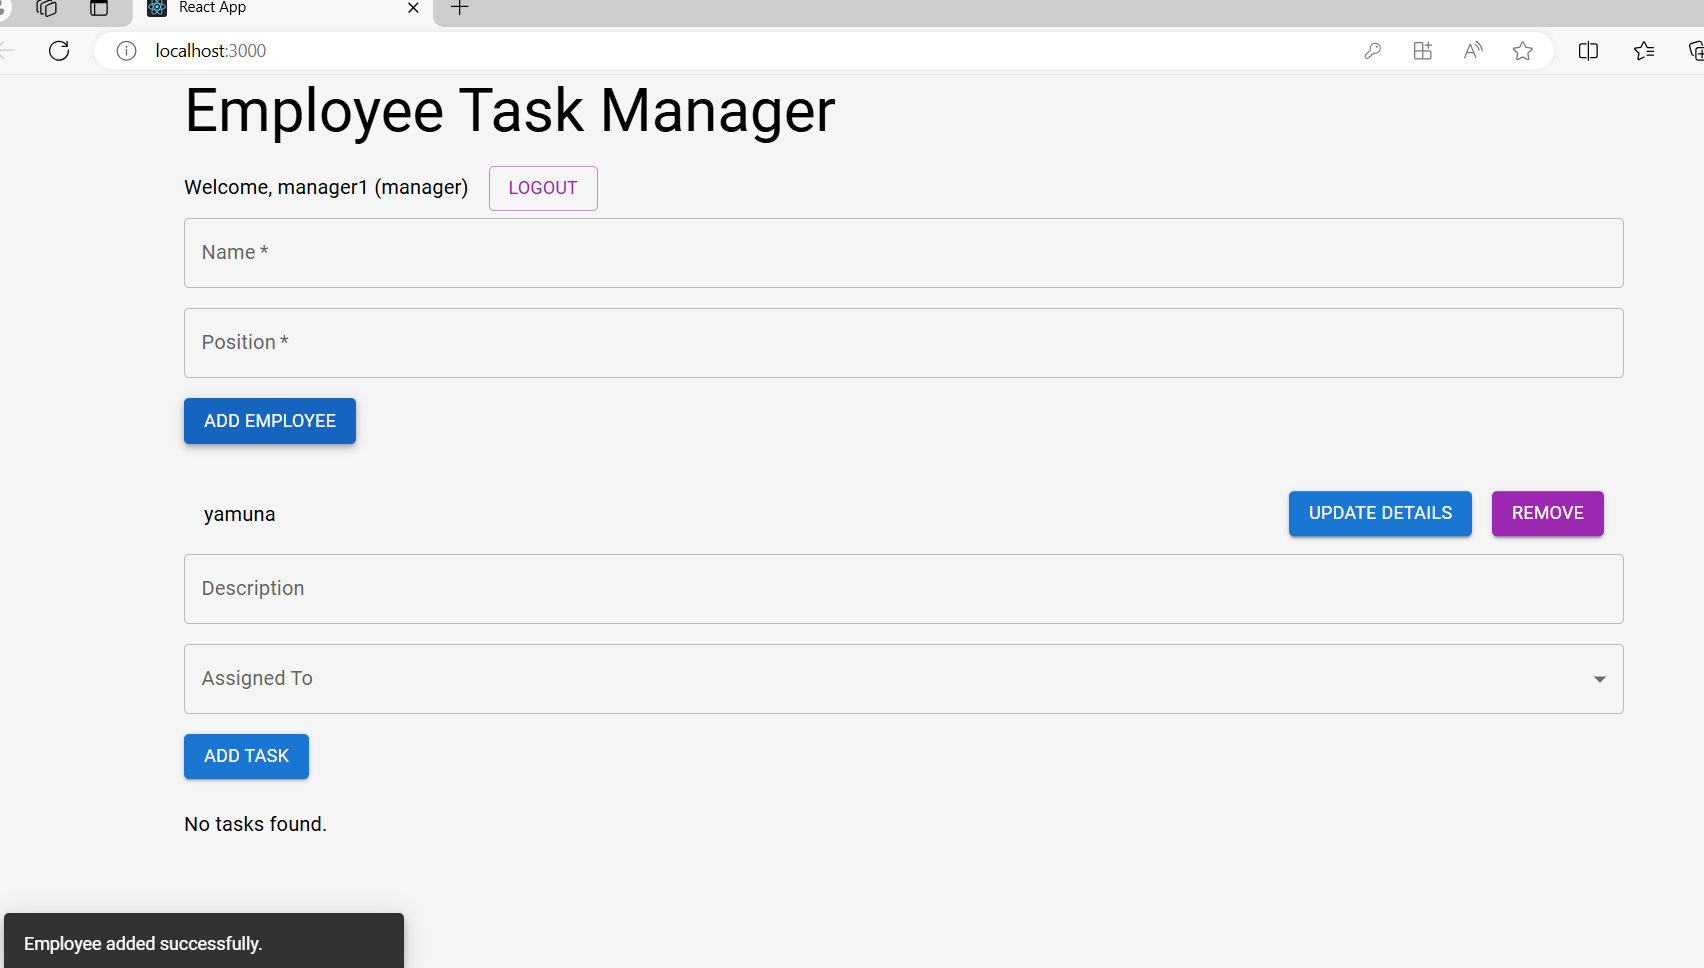 React App
localhost:3000
Employee Task Manager
Welcome, manager1 (manager) LOGOUT
Name *
Position *
ADD EMPLOYEE
yamuna UPDATE DETAILS REMOVE
Description
Assigned To
ADD TASK
No tasks found.
Employee added successfully.